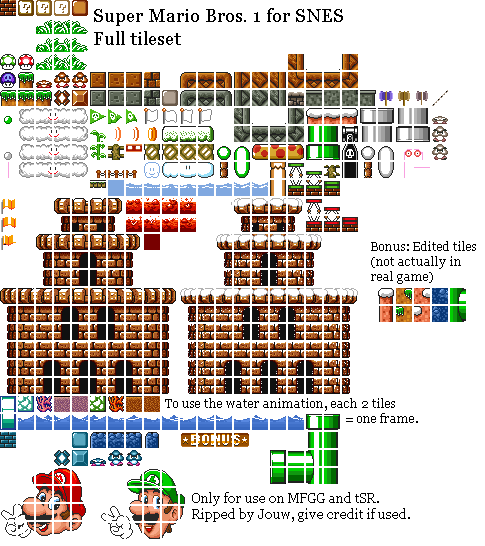 Super Mario Bros. 1 for SNES
Full tileset
Bonus: Edited tiles
(not actually in
real game)
To use the water animation, each 2 tiles
= one frame.
BONUS
Only for use on MFGG and tSR.
Ripped by Jouw, give credit if used.